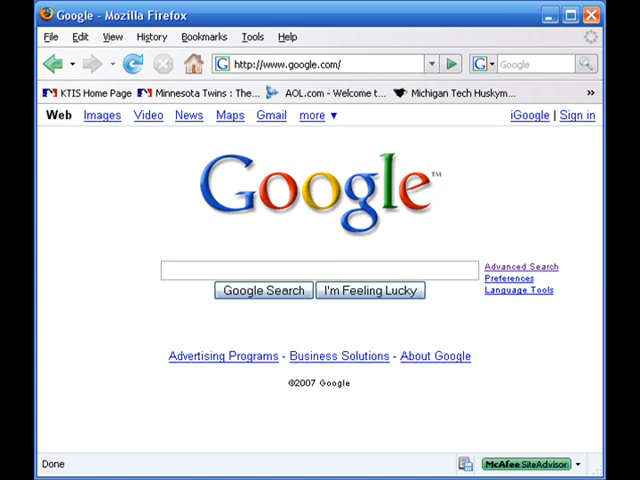 Google - Mozilla Firefox
File Edit View History Bookmarks Tools Help
http://www.google.com/ Google
KTIS Home Page Minnesota Twins : The... AOL.com - Welcome t... Michigan Tech Huskym... »
Web Images Video News Maps Gmail more ▼ iGoogle | Sign in
Google™
Advanced Search
Preferences
Language Tools
Google Search I'm Feeling Lucky
Advertising Programs - Business Solutions - About Google
©2007 Google
Done McAfee SiteAdvisor